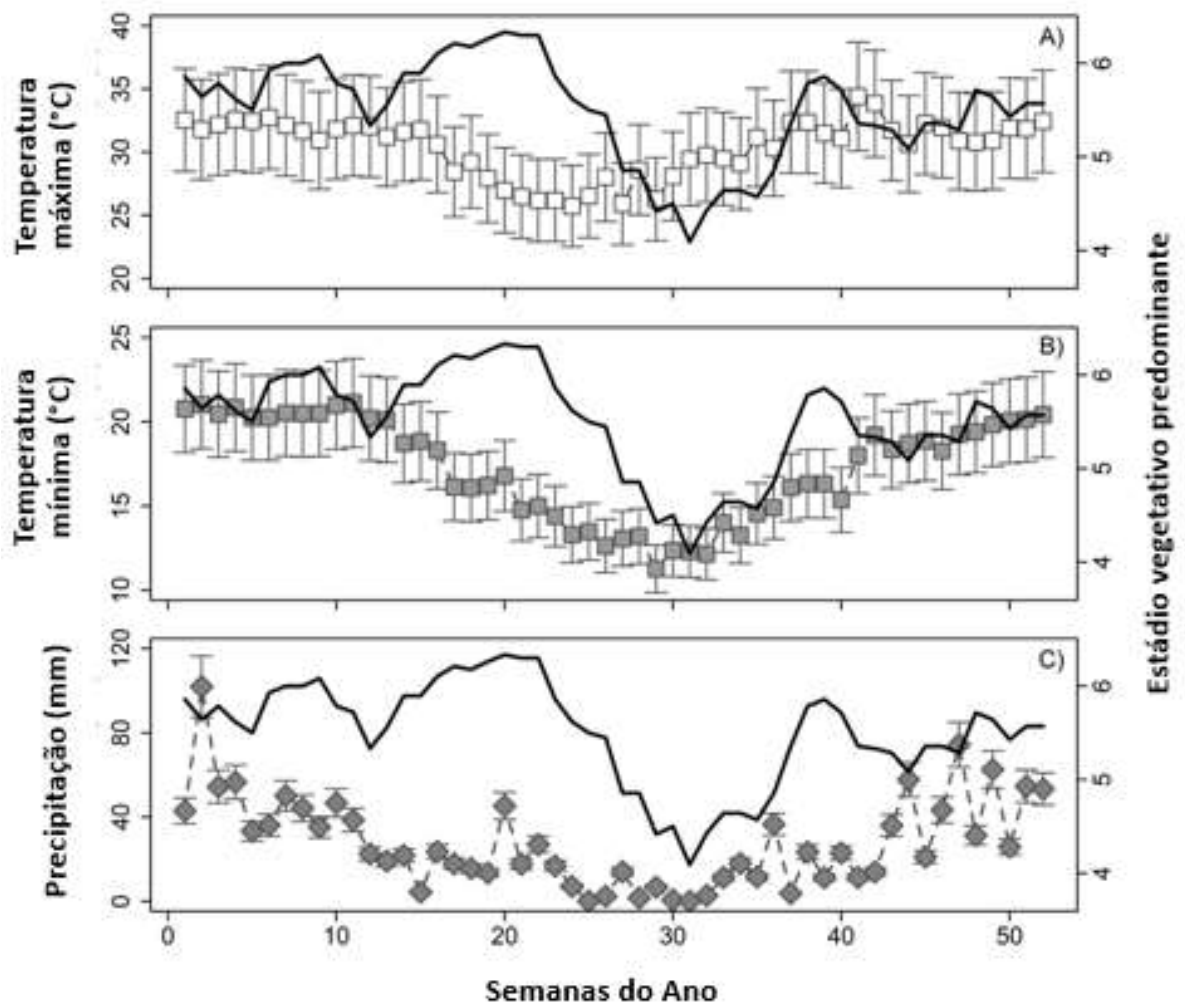 Temperatura
máxima (°C)
40
35
30
25
20
A)
6
5
4
Temperatura
mínima (°C)
25
20
15
10
B)
6
5
4
Precipitação (mm)
120
80
40
0
C)
6
5
4
Estádio vegetativo predominante
0 10 20 30 40 50
Semanas do Ano